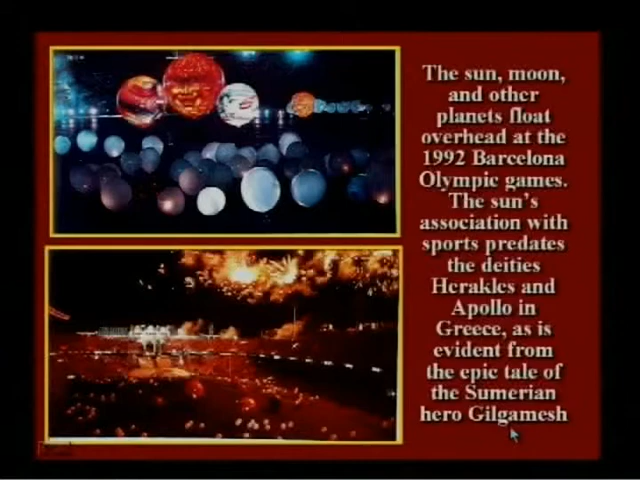 The sun, moon,
and other
planets float
overhead at the
1992 Barcelona
Olympic games.
The sun's
association with
sports predates
the deities
Herakles and
Apollo in
Greece, as is
evident from
the epic tale of
the Sumerian
hero Gilgamesh